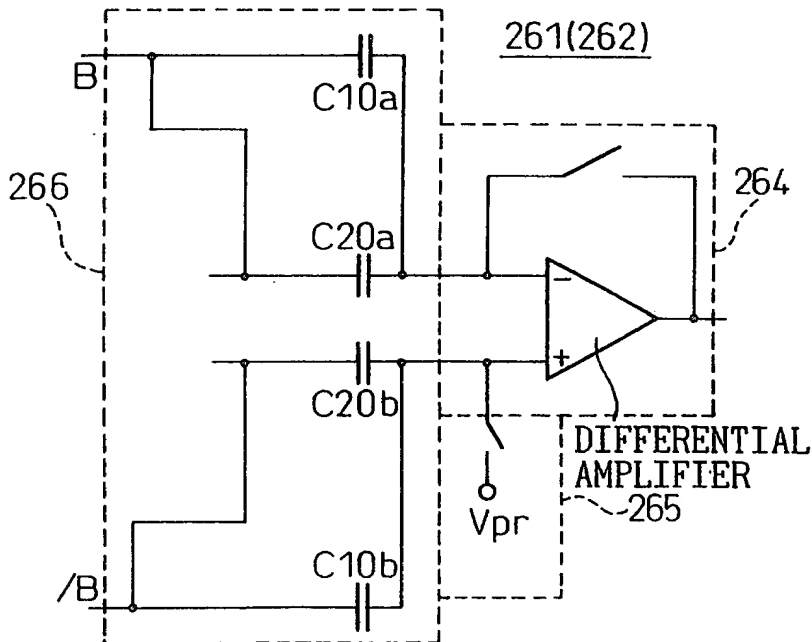 261(262)
B
C10a
266
264
C20a
−
+
C20b
DIFFERENTIAL
AMPLIFIER
Vpr
265
C10b
/B